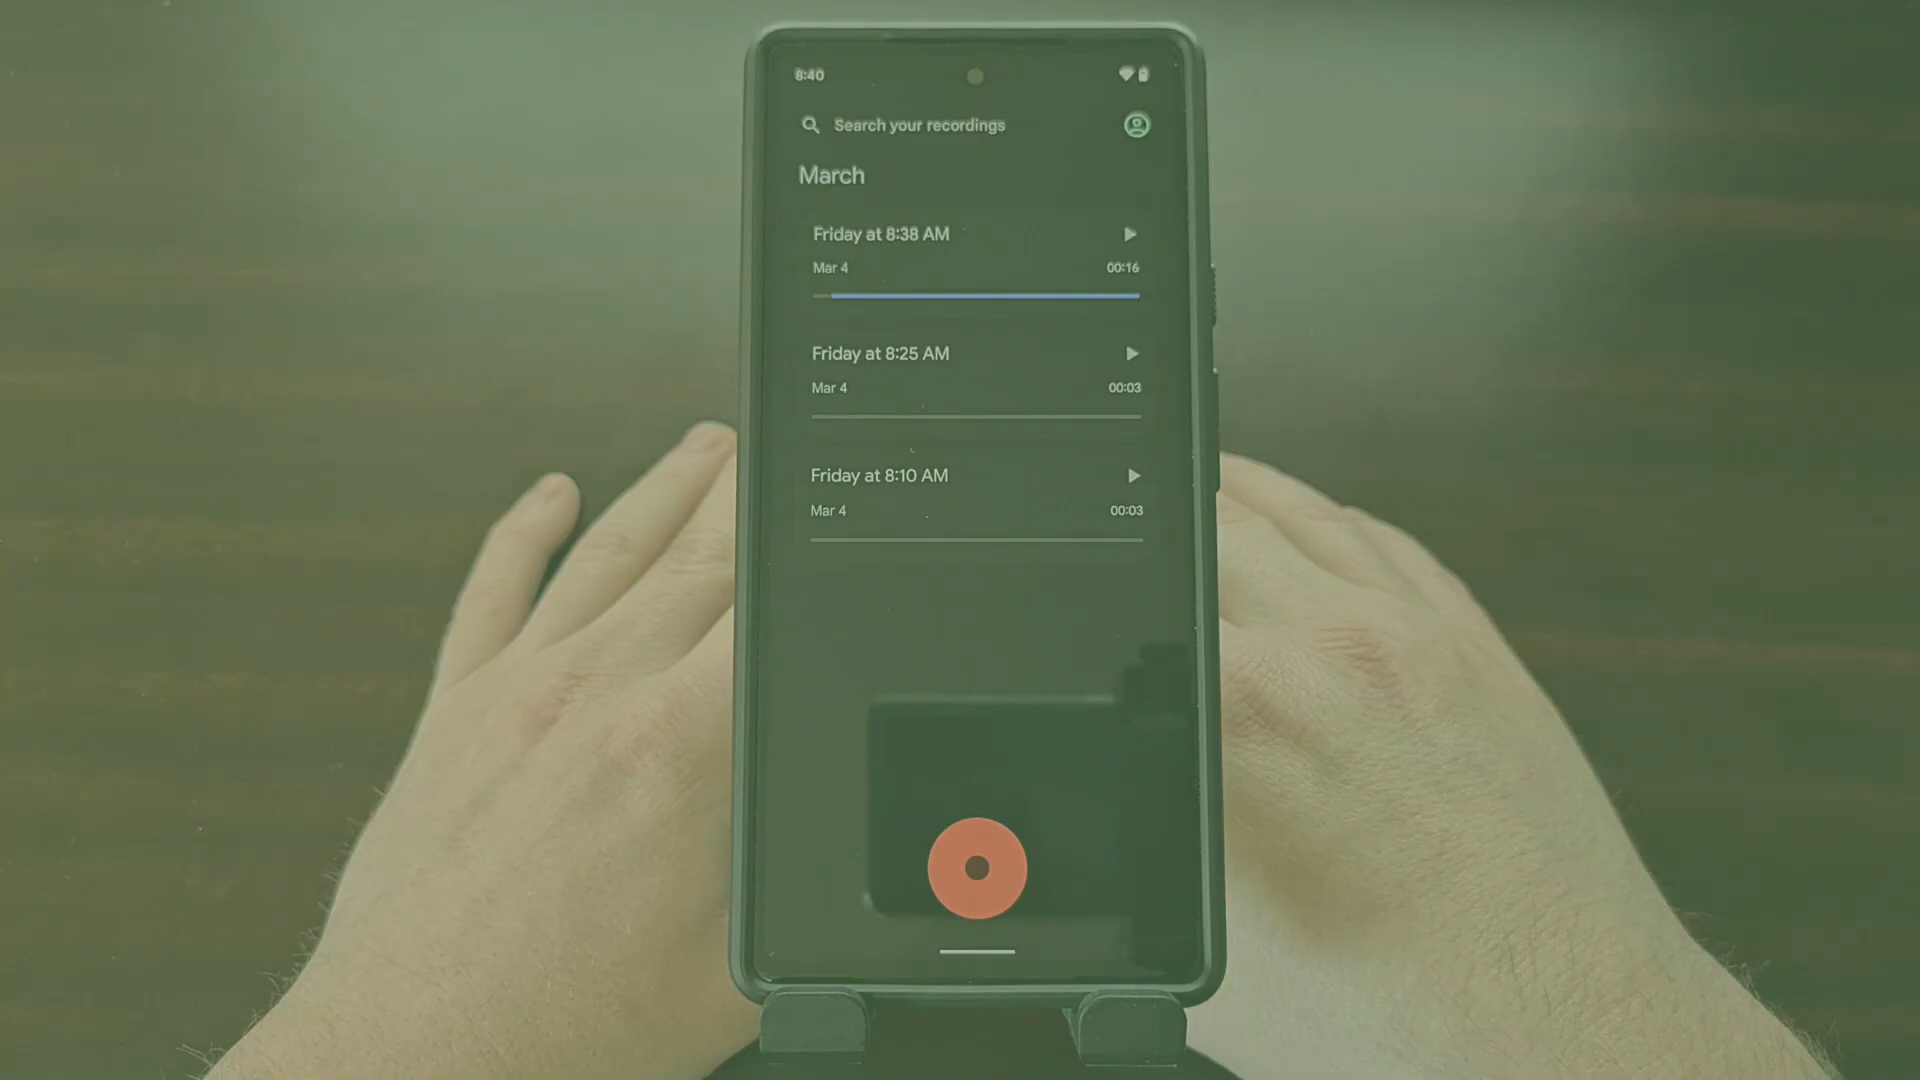 8:40
Search your recordings
March
Friday at 8:38 AM
Mar 4
00:16
Friday at 8:25 AM
Mar 4
00:03
Friday at 8:10 AM
Mar 4
00:03